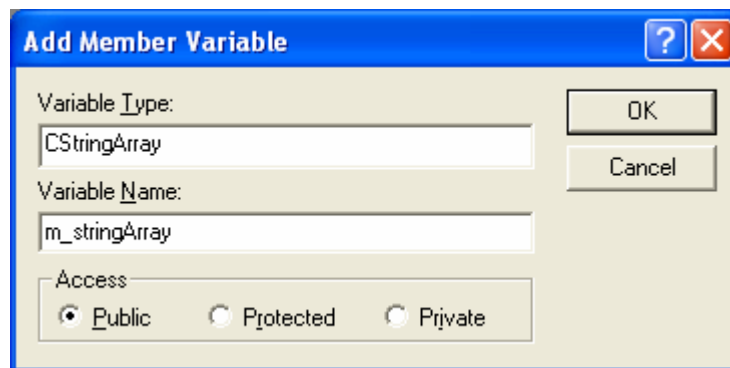 Add Member Variable
Variable Type:
OK
CStringArray
Cancel
Variable Name:
m_stringArray
Access
Public Protected Private